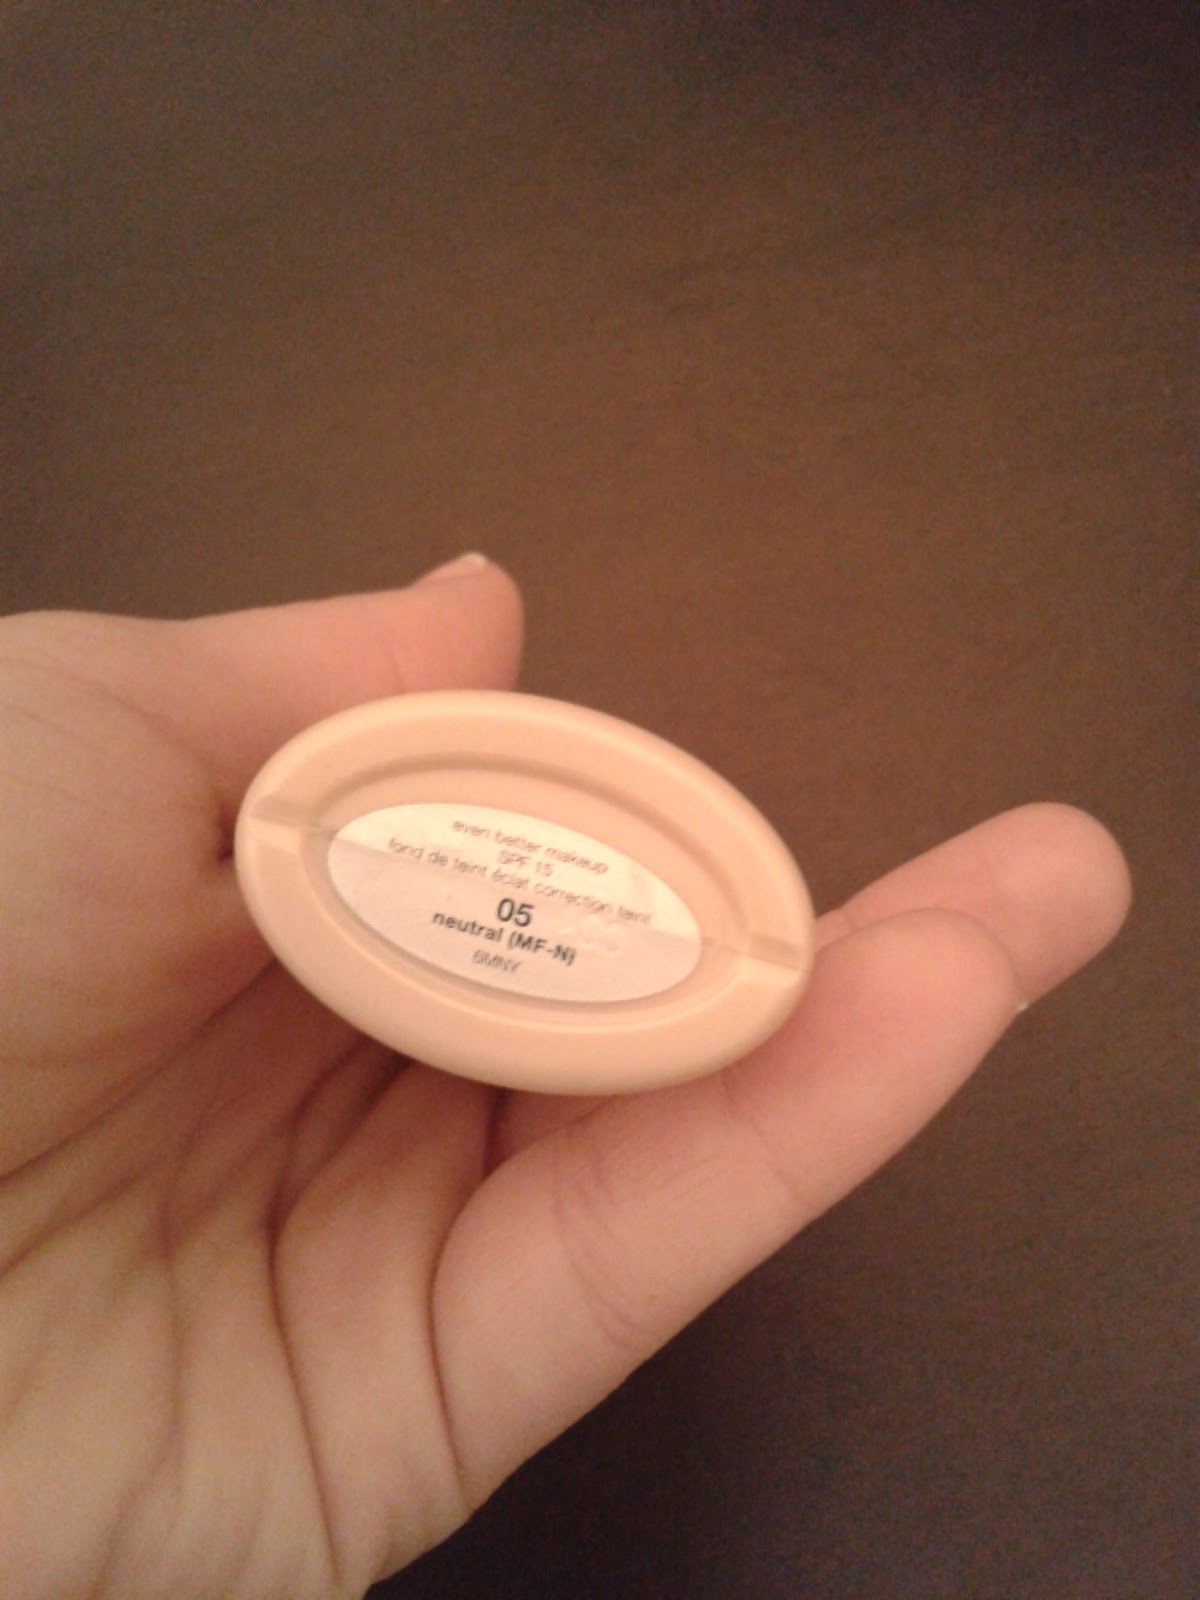 even better makeup
SPF 15
fond de teint éclat correction teint
05
neutral (MF-N)
6MNY